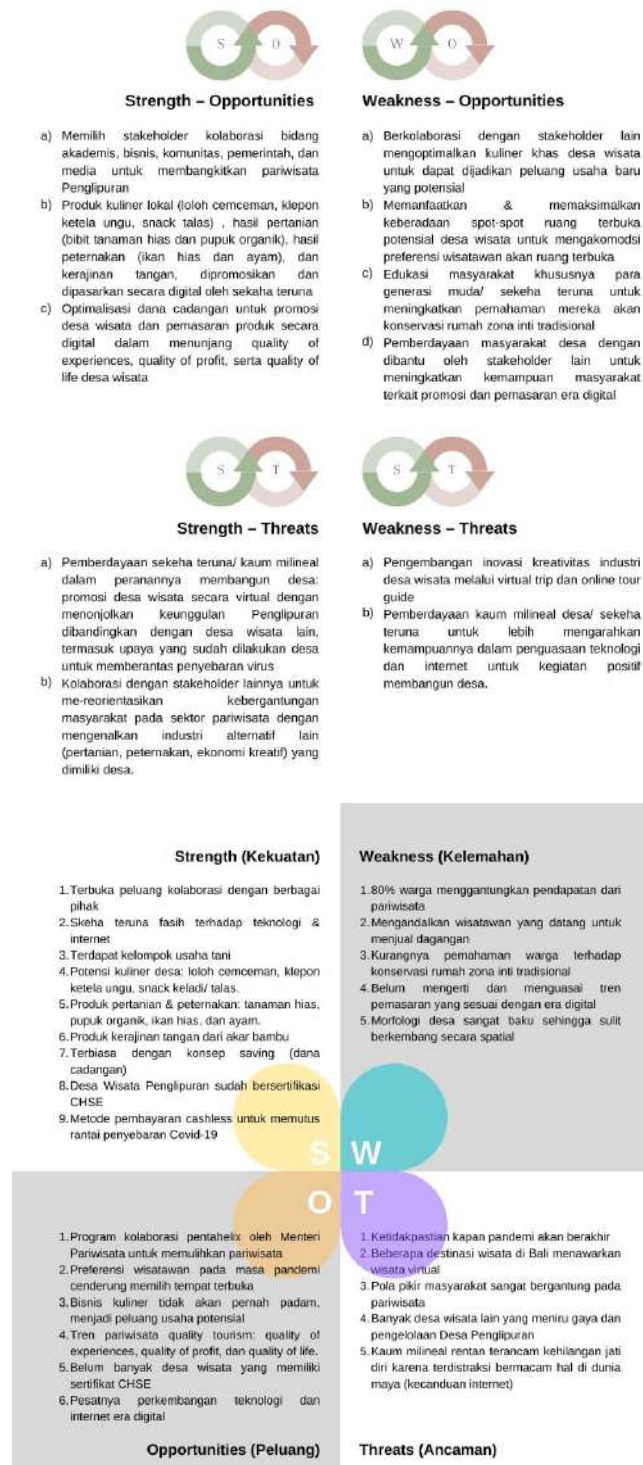 S O
Strength – Opportunities
a) Memilih stakeholder kolaborasi bidang
akademis, bisnis, komunitas, pemerintah, dan
media untuk membangkitkan pariwisata
Penglipuran
b) Produk kuliner lokal (loloh cemceman, klepon
ketela ungu, snack talas) , hasil pertanian
(bibit tanaman hias dan pupuk organik), hasil
peternakan (ikan hias dan ayam), dan
kerajinan tangan, dipromosikan dan
dipasarkan secara digital oleh sekaha teruna
c) Optimalisasi dana cadangan untuk promosi
desa wisata dan pemasaran produk secara
digital dalam menunjang quality of
experiences, quality of profit, serta quality of
life desa wisata
W O
Weakness – Opportunities
a) Berkolaborasi dengan stakeholder lain
mengoptimalkan kuliner khas desa wisata
untuk dapat dijadikan peluang usaha baru
yang potensial
b) Memanfaatkan & memaksimalkan
keberadaan spot-spot ruang terbuka
potensial desa wisata untuk mengakomodsi
preferensi wisatawan akan ruang terbuka
c) Edukasi masyarakat khususnya para
generasi muda/ sekeha teruna untuk
meningkatkan pemahaman mereka akan
konservasi rumah zona inti tradisional
d) Pemberdayaan masyarakat desa dengan
dibantu oleh stakeholder lain untuk
meningkatkan kemampuan masyarakat
terkait promosi dan pemasaran era digital
S T
Strength – Threats
a) Pemberdayaan sekeha teruna/ kaum milineal
dalam peranannya membangun desa:
promosi desa wisata secara virtual dengan
menonjolkan keunggulan Penglipuran
dibandingkan dengan desa wisata lain,
termasuk upaya yang sudah dilakukan desa
untuk memberantas penyebaran virus
b) Kolaborasi dengan stakeholder lainnya untuk
me-reorientasikan kebergantungan
masyarakat pada sektor pariwisata dengan
mengenalkan industri alternatif lain
(pertanian, peternakan, ekonomi kreatif) yang
dimiliki desa.
S T
Weakness – Threats
a) Pengembangan inovasi kreativitas industri
desa wisata melalui virtual trip dan online tour
guide
b) Pemberdayaan kaum milineal desa/ sekeha
teruna untuk lebih mengarahkan
kemampuannya dalam penguasaan teknologi
dan internet untuk kegiatan positif
membangun desa.
Strength (Kekuatan)
1.Terbuka peluang kolaborasi dengan berbagai
pihak
2.Skeha teruna fasih terhadap teknologi &
internet
3.Terdapat kelompok usaha tani
4.Potensi kuliner desa: loloh cemceman, klepon
ketela ungu, snack keladi/ talas.
5.Produk pertanian & peternakan: tanaman hias,
pupuk organik, ikan hias, dan ayam.
6.Produk kerajinan tangan dari akar bambu
7.Terbiasa dengan konsep saving (dana
cadangan)
8.Desa Wisata Penglipuran sudah bersertifikasi
CHSE
9.Metode pembayaran cashless untuk memutus
rantai penyebaran Covid-19
Weakness (Kelemahan)
1.80% warga menggantungkan pendapatan dari
pariwisata
2.Mengandalkan wisatawan yang datang untuk
menjual dagangan
3.Kurangnya pemahaman warga terhadap
konservasi rumah zona inti tradisional
4.Belum mengerti dan menguasai tren
pemasaran yang sesuai dengan era digital
5.Morfologi desa sangat baku sehingga sulit
berkembang secara spatial
S W
O T
1.Program kolaborasi pentahelix oleh Menteri
Pariwisata untuk memulihkan pariwisata
2.Preferensi wisatawan pada masa pandemi
cenderung memilih tempat terbuka
3.Bisnis kuliner tidak akan pernah padam,
menjadi peluang usaha potensial
4.Tren pariwisata quality tourism: quality of
experiences, quality of profit, dan quality of life.
5.Belum banyak desa wisata yang memiliki
sertifikat CHSE
6.Pesatnya perkembangan teknologi dan
internet era digital
Opportunities (Peluang)
1.Ketidakpastian kapan pandemi akan berakhir
2.Beberapa destinasi wisata di Bali menawarkan
wisata virtual
3.Pola pikir masyarakat sangat bergantung pada
pariwisata
4.Banyak desa wisata lain yang meniru gaya dan
pengelolaan Desa Penglipuran
5.Kaum milineal rentan terancam kehilangan jati
diri karena terdistraksi bermacam hal di dunia
maya (kecanduan internet)
Threats (Ancaman)